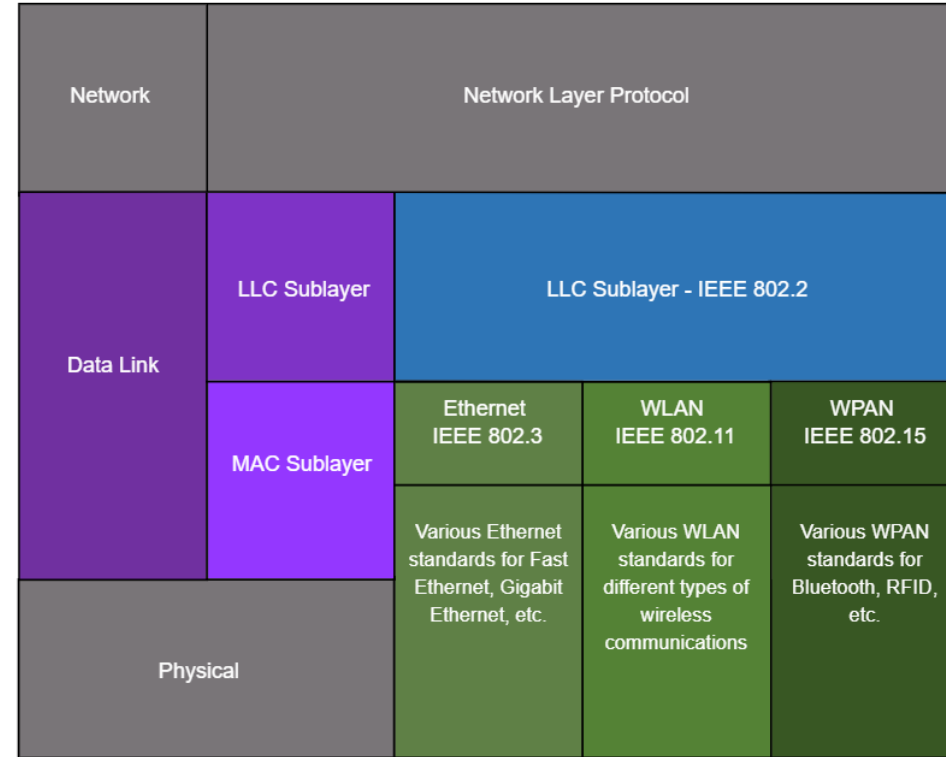 Network
Network Layer Protocol
Data Link
LLC Sublayer
LLC Sublayer - IEEE 802.2
MAC Sublayer
Ethernet
IEEE 802.3
WLAN
IEEE 802.11
WPAN
IEEE 802.15
Various Ethernet
standards for Fast
Ethernet, Gigabit
Ethernet, etc.
Various WLAN
standards for
different types of
wireless
communications
Various WPAN
standards for
Bluetooth, RFID,
etc.
Physical